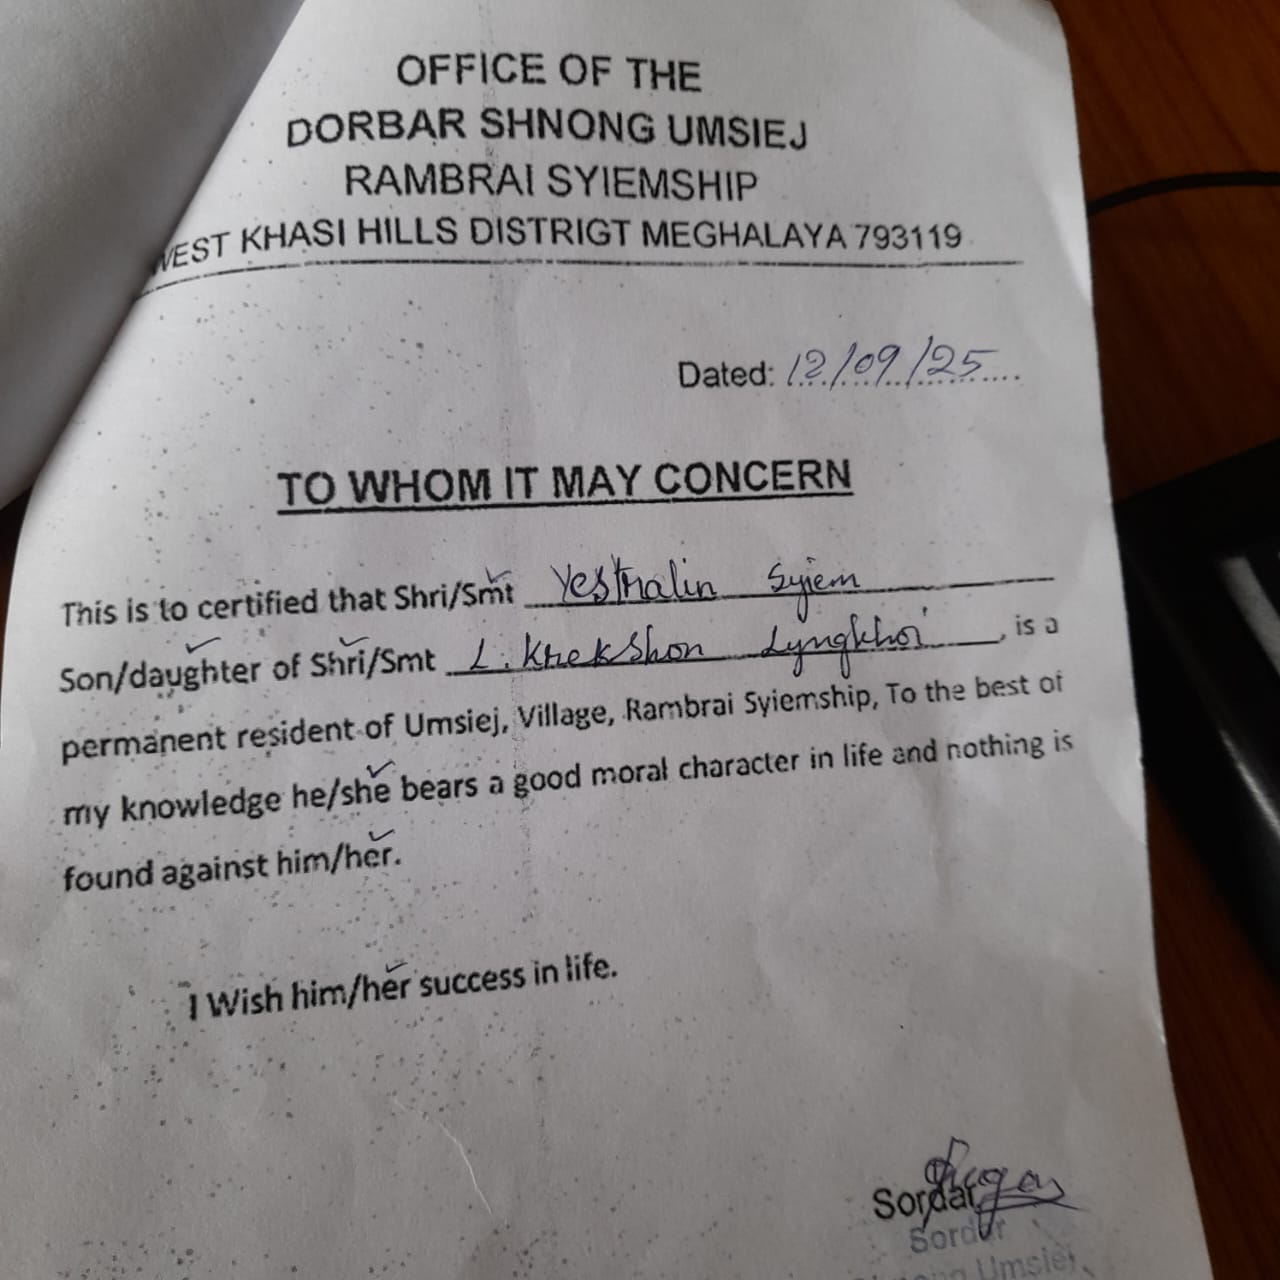 OFFICE OF THE
DORBAR SHNONG UMSIEJ
RAMBRAI SYIEMSHIP
WEST KHASI HILLS DISTRIGT MEGHALAYA 793119
Dated: 12/09/25
TO WHOM IT MAY CONCERN
This is to certified that Shri/Smt Yestralin Syiem
Son/daughter of Shri/Smt L. Khekshon Lyngkhoi, is a
permanent resident of Umsiej, Village, Rambrai Syiemship, To the best of
my knowledge he/she bears a good moral character in life and nothing is
found against him/her.
I Wish him/her success in life.
Sordar
Sordar
Umsiej